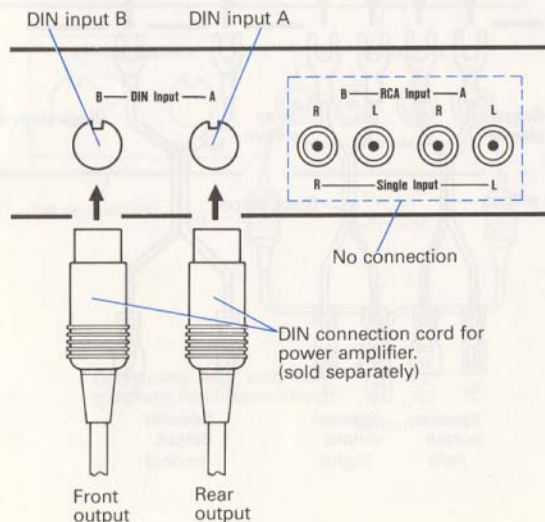 DIN input B
DIN input A
B — DIN Input — A
B — RCA Input — A
R L R L
R — Single Input — L
No connection
DIN connection cord for
power amplifier.
(sold separately)
Front
output
Rear
output